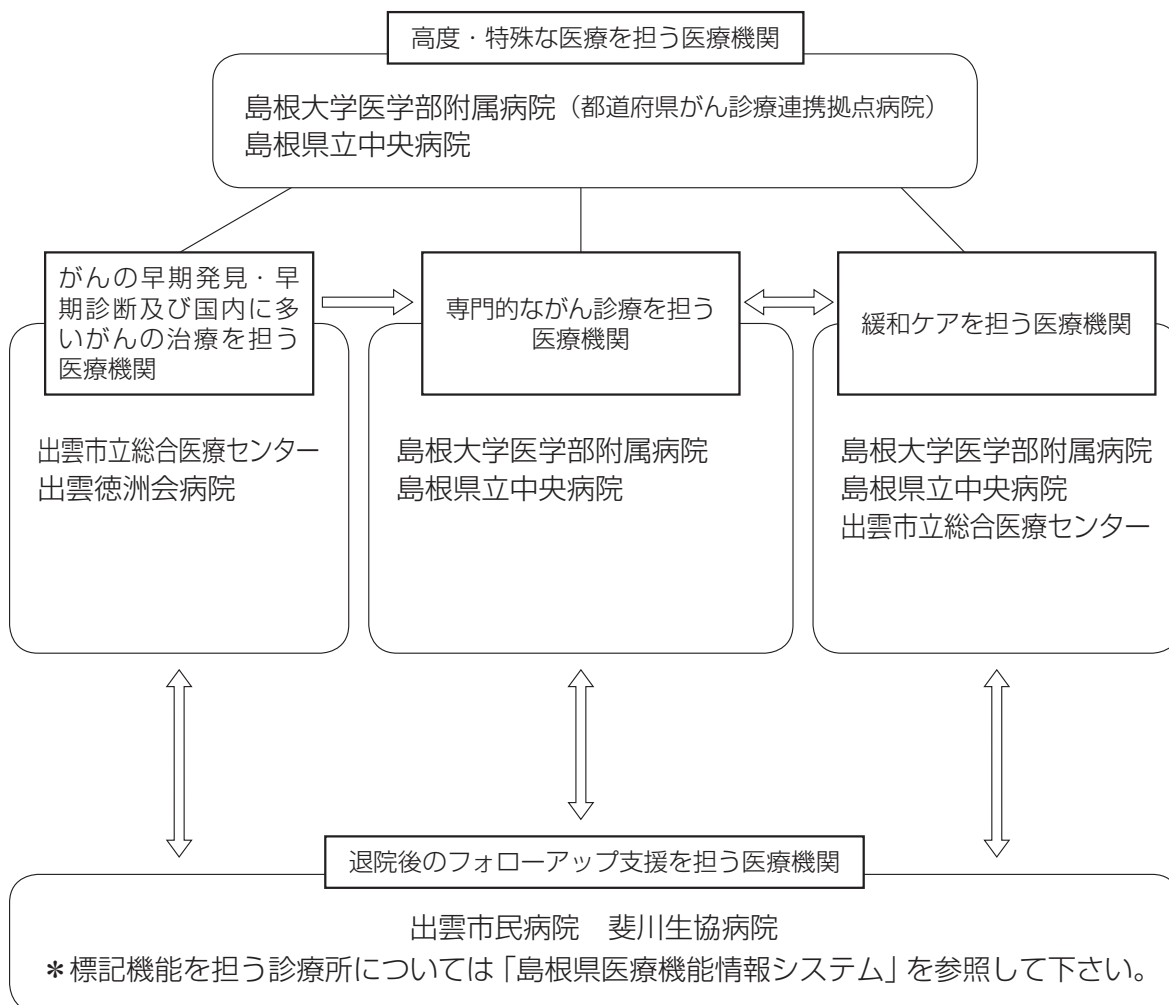 高度・特殊な医療を担う医療機関
島根大学医学部附属病院（都道府県がん診療連携拠点病院）
島根県立中央病院
がんの早期発見・早
期診断及び国内に多
いがんの治療を担う
医療機関
出雲市立総合医療センター
出雲徳洲会病院
専門的ながん診療を担う
医療機関
島根大学医学部附属病院
島根県立中央病院
緩和ケアを担う医療機関
島根大学医学部附属病院
島根県立中央病院
出雲市立総合医療センター
退院後のフォローアップ支援を担う医療機関
出雲市民病院　斐川生協病院
＊標記機能を担う診療所については「島根県医療機能情報システム」を参照して下さい。